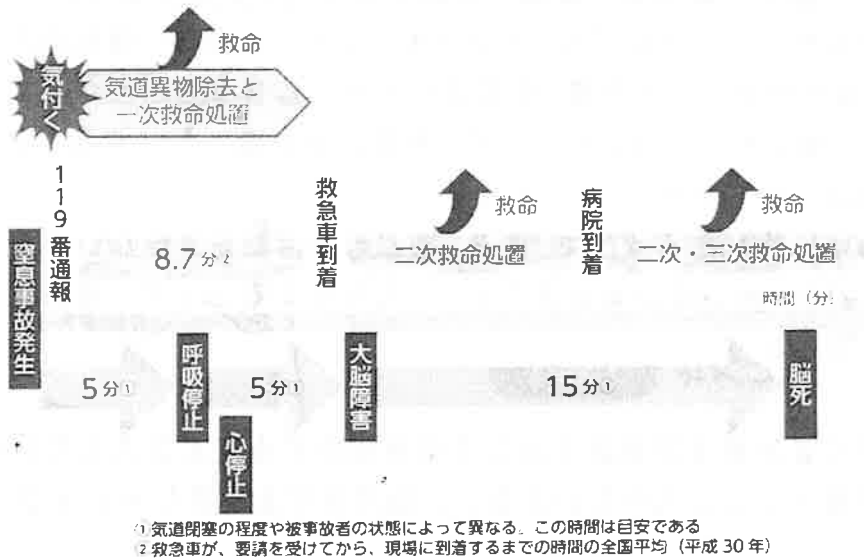 救命
気付く
気道異物除去と
一次救命処置
119番通報
救急車到着
救命
病院到着
救命
窒息事故発生
8.7分2
二次救命処置
二次・三次救命処置
時間（分）
呼吸停止
大脳障害
脳死
5分①
5分①
15分①
心停止
① 気道閉塞の程度や被事故者の状態によって異なる。この時間は目安である
② 救急車が、要請を受けてから、現場に到着するまでの時間の全国平均（平成30年）